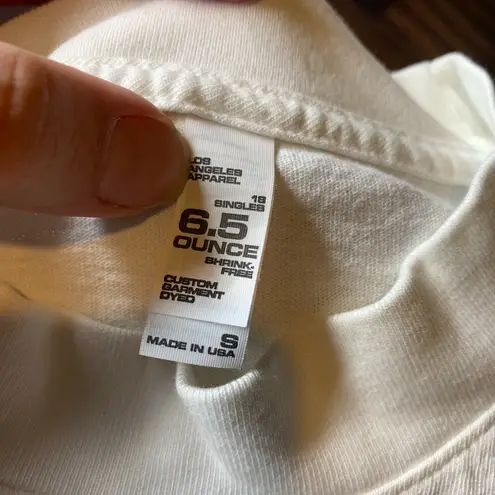 LOS
ANGELES
APPAREL
18
SINGLES
6.5
OUNCE
SHRINK-
FREE
CUSTOM
GARMENT
DYED
S
MADE IN USA